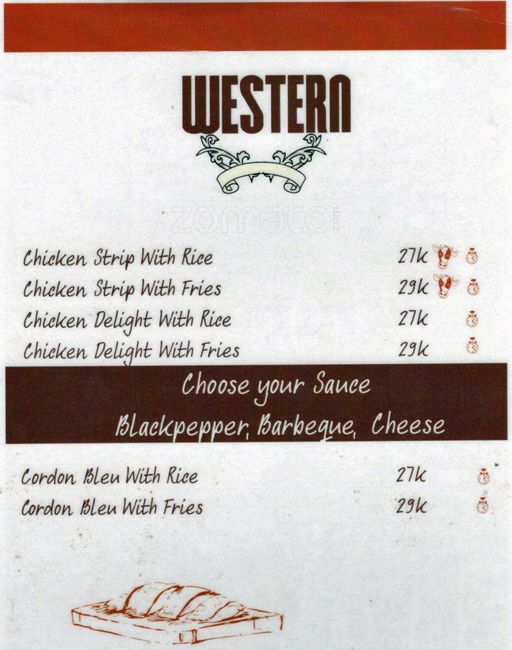 WESTERN
zomato.com
Chicken Strip With Rice 27k
Chicken Strip With Fries 29k
Chicken Delight With Rice 27k
Chicken Delight With Fries 29k
Choose your Sauce
Blackpepper, Barbeque, Cheese
Cordon Bleu With Rice 27k
Cordon Bleu With Fries 29k